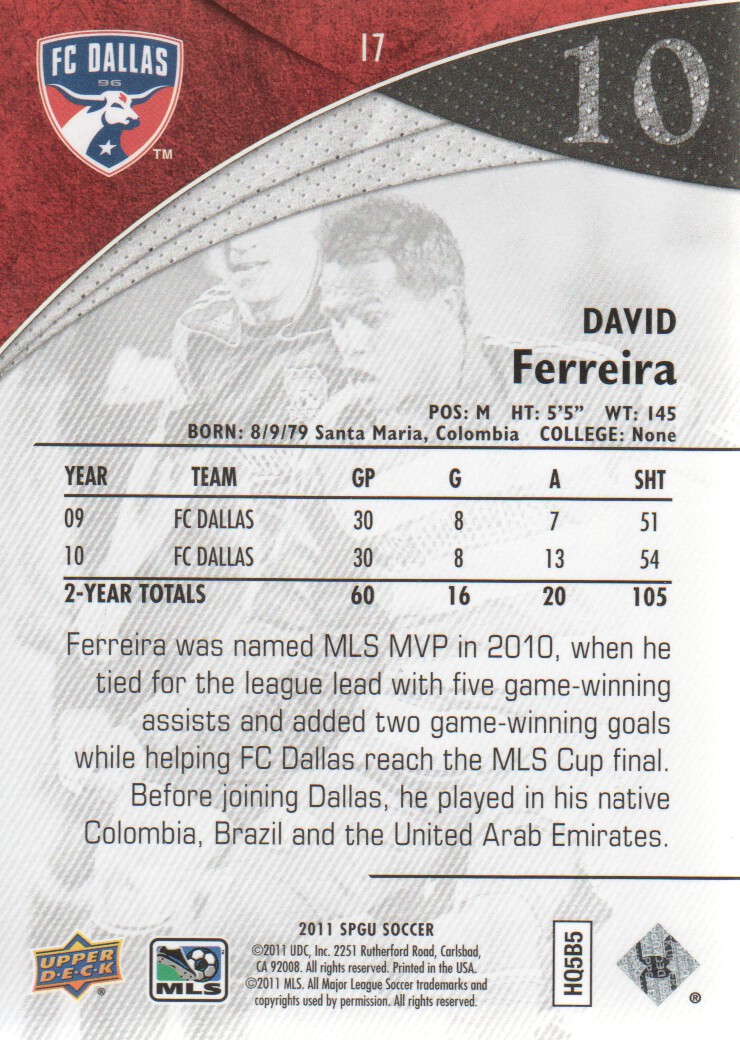 FC DALLAS
96
TM
17
10
DAVID
Ferreira
POS: M HT: 5'5" WT: 145
BORN: 8/9/79 Santa Maria, Colombia COLLEGE: None
YEAR TEAM GP G A SHT
09 FC DALLAS 30 8 7 51
10 FC DALLAS 30 8 13 54
2-YEAR TOTALS 60 16 20 105
Ferreira was named MLS MVP in 2010, when he
tied for the league lead with five game-winning
assists and added two game-winning goals
while helping FC Dallas reach the MLS Cup final.
Before joining Dallas, he played in his native
Colombia, Brazil and the United Arab Emirates.
2011 SPGU SOCCER
©2011 UDC, Inc. 2251 Rutherford Road, Carlsbad,
CA 92008. All rights reserved. Printed in the USA.
©2011 MLS. All Major League Soccer trademarks and
copyrights used by permission. All rights reserved.
UPPER
D·E·C·K
®
MLS
HQ5B5
®